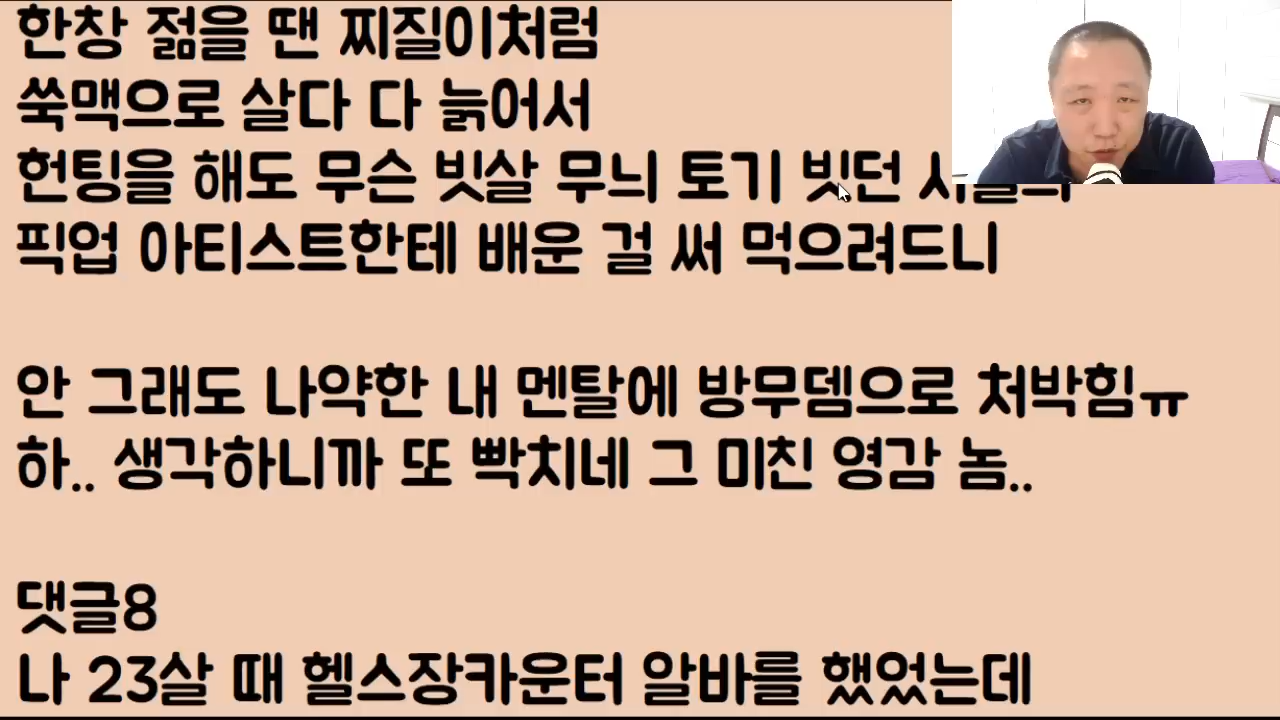 한창 젊을 땐 찌질이처럼
쑥맥으로 살다 다 늙어서
헌팅을 해도 무슨 빗살 무늬 토기 빗던
픽업 아티스트한테 배운 걸 써 먹으려드니
안 그래도 나약한 내 멘탈에 방무뎀으로 처박힘ㅠ
하.. 생각하니까 또 빡치네 그 미친 영감 놈..
댓글8
나 23살 때 헬스장카운터 알바를 했었는데